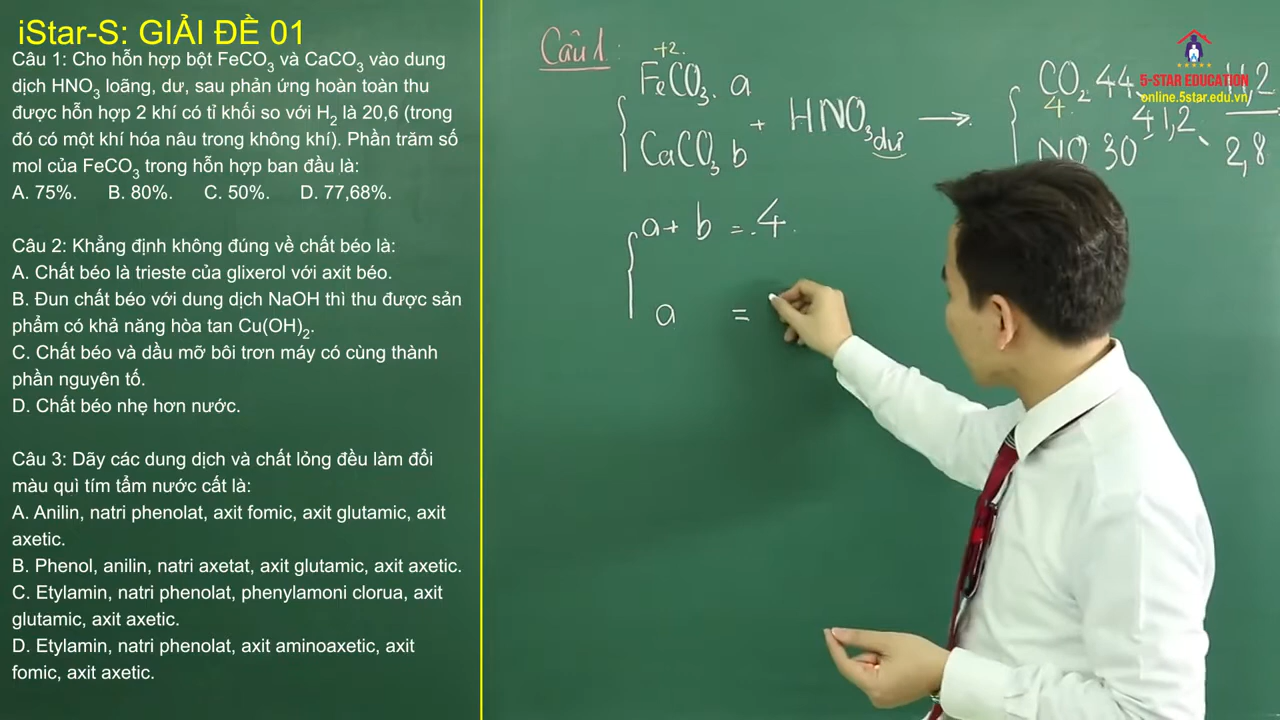 iStar-S: GIẢI ĐỀ 01
Câu 1: Cho hỗn hợp bột FeCO₃ và CaCO₃ vào dung
dịch HNO₃ loãng, dư, sau phản ứng hoàn toàn thu
được hỗn hợp 2 khí có tỉ khối so với H₂ là 20,6 (trong
đó có một khí hóa nâu trong không khí). Phần trăm số
mol của FeCO₃ trong hỗn hợp ban đầu là:
A. 75%. B. 80%. C. 50%. D. 77,68%.
Câu 2: Khẳng định không đúng về chất béo là:
A. Chất béo là trieste của glixerol với axit béo.
B. Đun chất béo với dung dịch NaOH thì thu được sản
phẩm có khả năng hòa tan Cu(OH)₂.
C. Chất béo và dầu mỡ bôi trơn máy có cùng thành
phần nguyên tố.
D. Chất béo nhẹ hơn nước.
Câu 3: Dãy các dung dịch và chất lỏng đều làm đổi
màu quì tím tẩm nước cất là:
A. Anilin, natri phenolat, axit fomic, axit glutamic, axit
axetic.
B. Phenol, anilin, natri axetat, axit glutamic, axit axetic.
C. Etylamin, natri phenolat, phenylamoni clorua, axit
glutamic, axit axetic.
D. Etylamin, natri phenolat, axit aminoaxetic, axit
fomic, axit axetic.
Câu 1:
+2
FeCO₃ a
CaCO₃ b
+ HNO₃ dư →
CO₂ 44 11,2
4 41,2
NO 30 2,8
a + b = 4
a =
5-STAR EDUCATION
online.5star.edu.vn